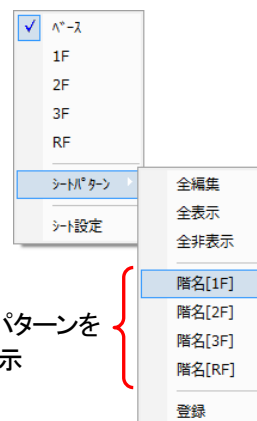 ﾍﾞｰｽ
1F
2F
3F
RF
ｼｰﾄﾊﾟﾀｰﾝ
ｼｰﾄ設定
全編集
全表示
全非表示
階名[1F]
階名[2F]
階名[3F]
階名[RF]
登録
パターンを
示